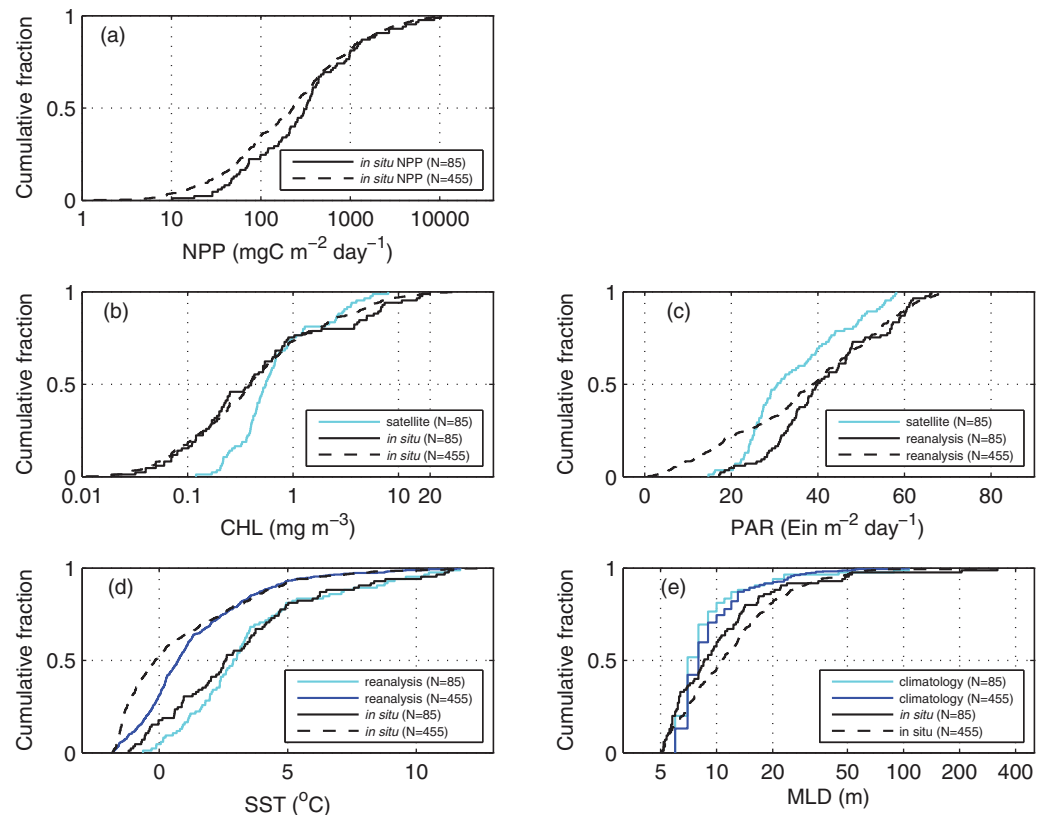 (a)
Cumulative fraction
1
0.5
0
in situ NPP (N=85)
in situ NPP (N=455)
1 10 100 1000 10000
NPP (mgC m⁻² day⁻¹)
(b)
Cumulative fraction
1
0.5
0
satellite (N=85)
in situ (N=85)
in situ (N=455)
0.01 0.1 1 10 20
CHL (mg m⁻³)
(c)
Cumulative fraction
1
0.5
0
satellite (N=85)
reanalysis (N=85)
reanalysis (N=455)
0 20 40 60 80
PAR (Ein m⁻² day⁻¹)
(d)
Cumulative fraction
1
0.5
0
reanalysis (N=85)
reanalysis (N=455)
in situ (N=85)
in situ (N=455)
0 5 10
SST (°C)
(e)
Cumulative fraction
1
0.5
0
climatology (N=85)
climatology (N=455)
in situ (N=85)
in situ (N=455)
5 10 20 50 100 200 400
MLD (m)